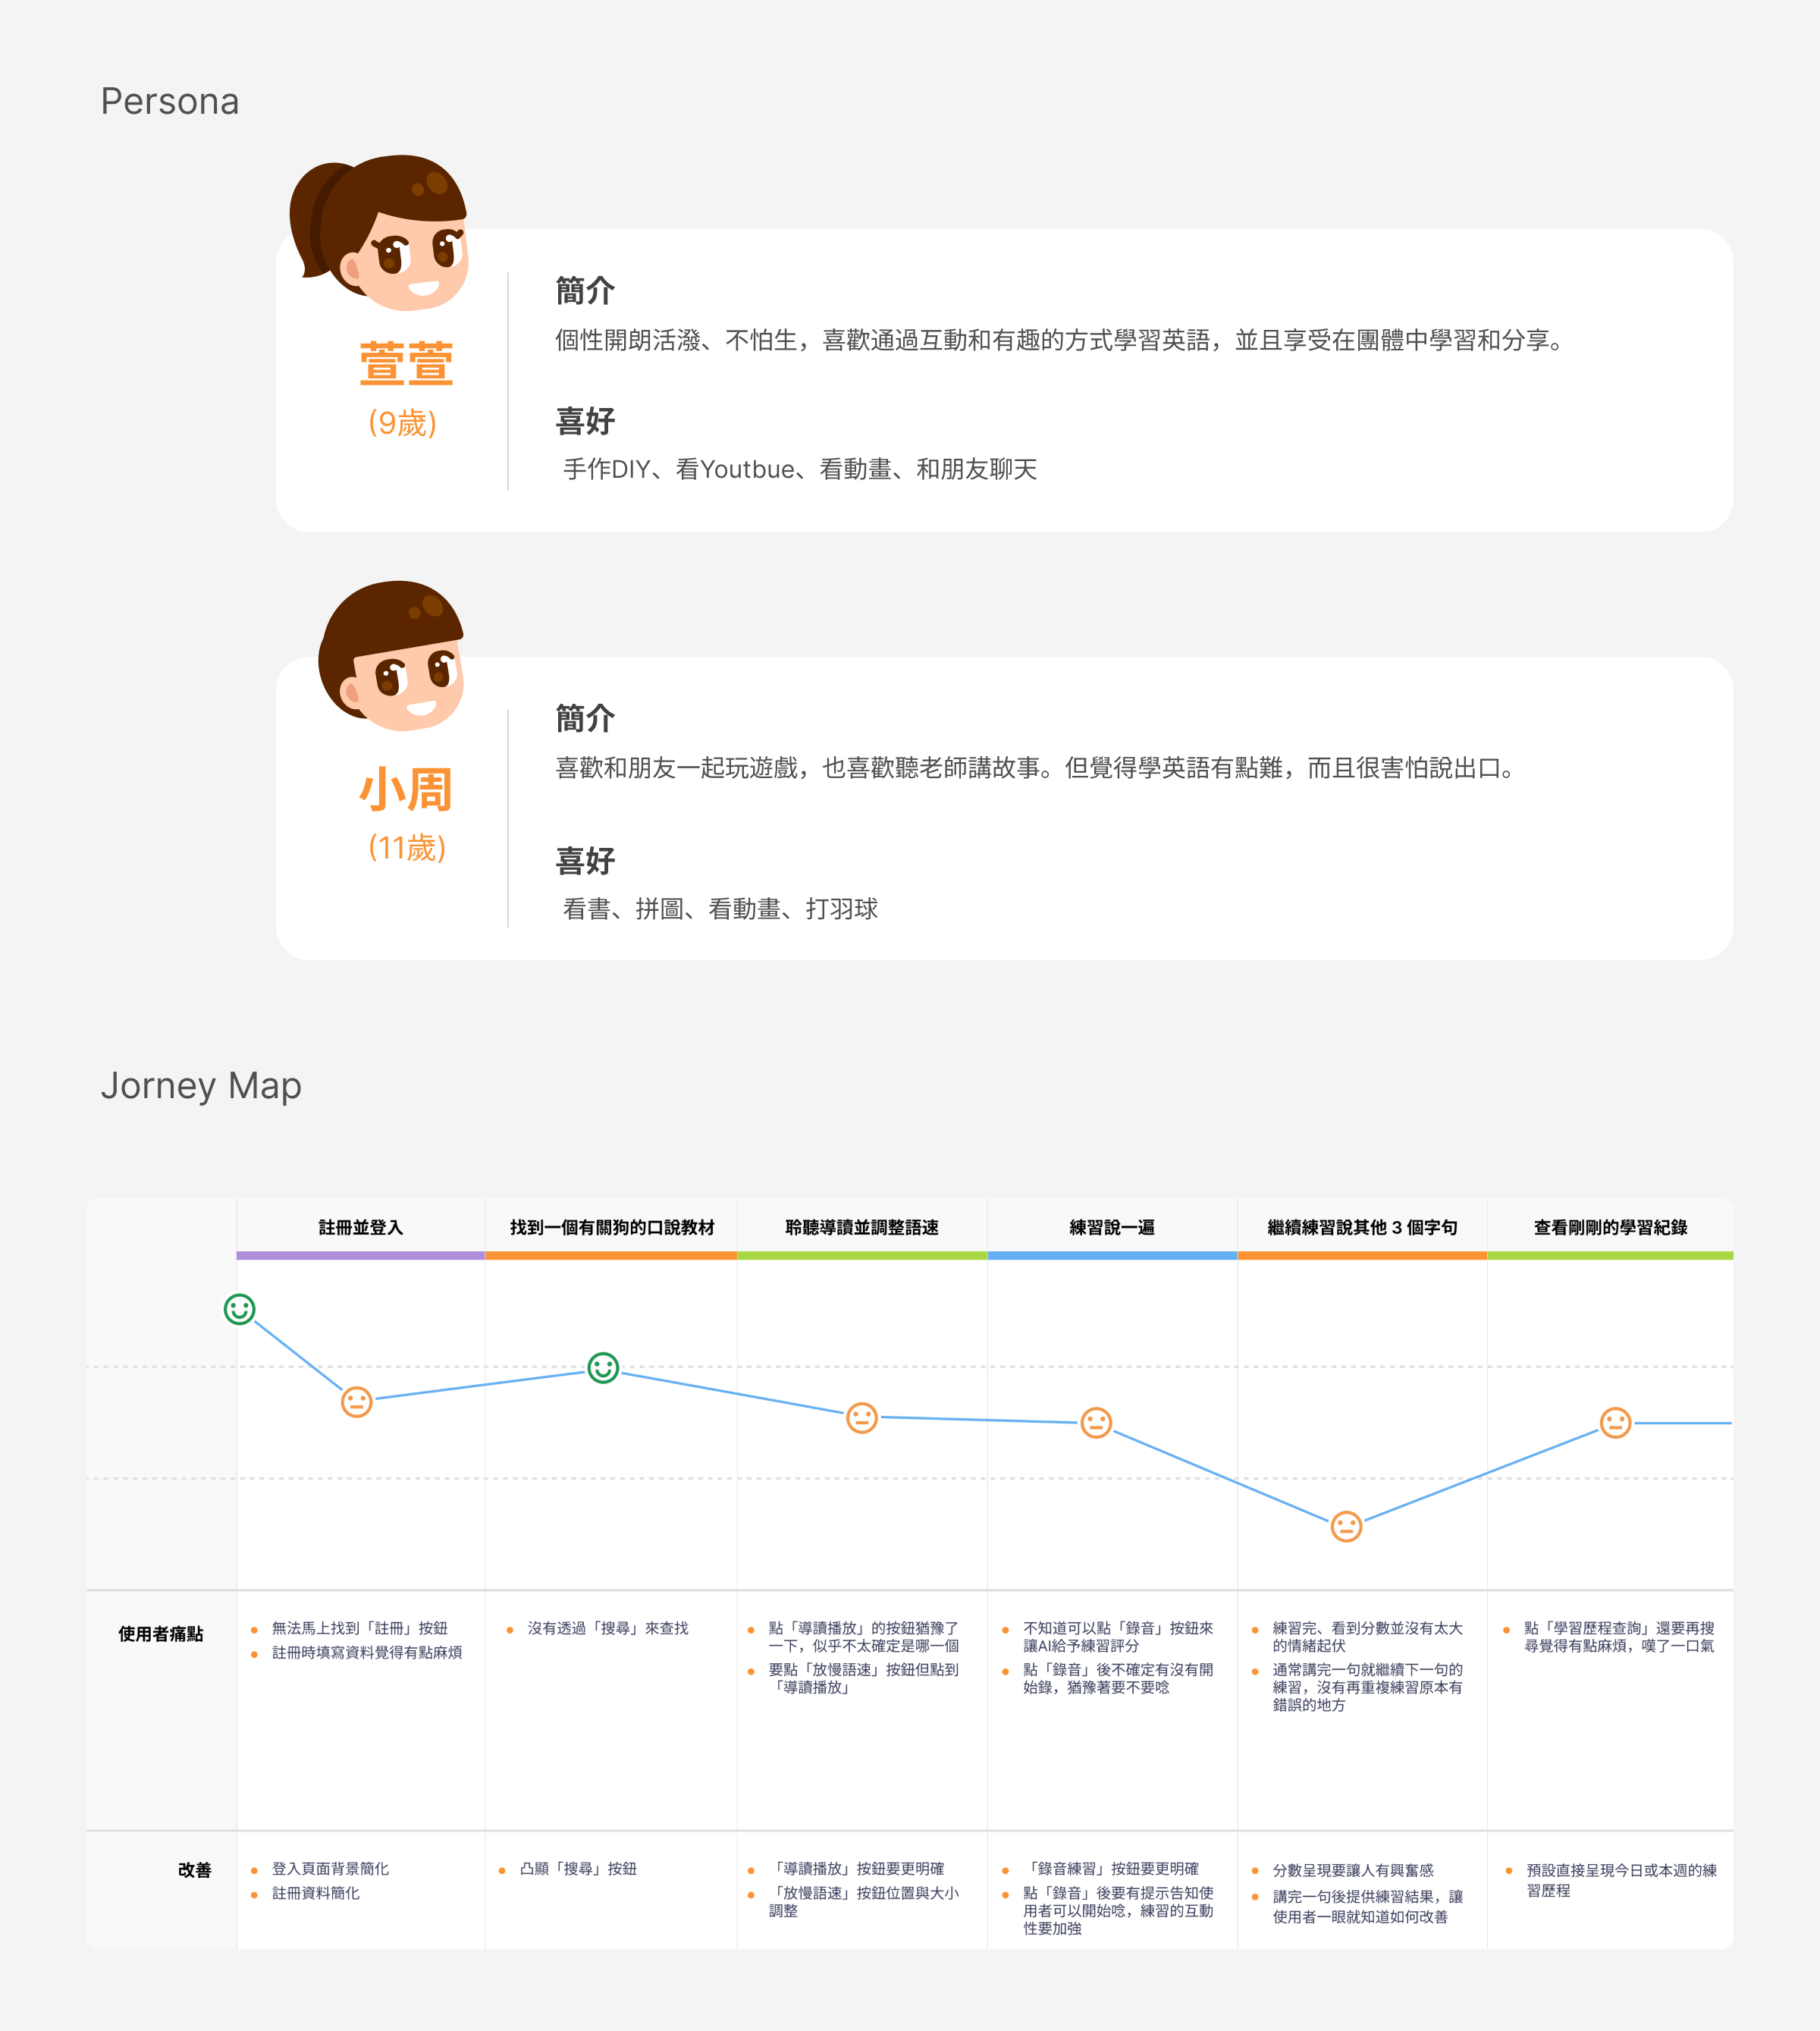 Persona
萱萱
(9歲)
簡介
個性開朗活潑、不怕生，喜歡通過互動和有趣的方式學習英語，並且享受在團體中學習和分享。
喜好
手作DIY、看Youtbue、看動畫、和朋友聊天
小周
(11歲)
簡介
喜歡和朋友一起玩遊戲，也喜歡聽老師講故事。但覺得學英語有點難，而且很害怕說出口。
喜好
看書、拼圖、看動畫、打羽球
Jorney Map
註冊並登入
找到一個有關狗的口說教材
聆聽導讀並調整語速
練習說一遍
繼續練習說其他 3 個字句
查看剛剛的學習紀錄
使用者痛點
無法馬上找到「註冊」按鈕
註冊時填寫資料覺得有點麻煩
沒有透過「搜尋」來查找
點「導讀播放」的按鈕猶豫了
一下，似乎不太確定是哪一個
要點「放慢語速」按鈕但點到
「導讀播放」
不知道可以點「錄音」按鈕來
讓AI給予練習評分
點「錄音」後不確定有沒有開
始錄，猶豫著要不要唸
練習完、看到分數並沒有太大
的情緒起伏
通常講完一句就繼續下一句的
練習，沒有再重複練習原本有
錯誤的地方
點「學習歷程查詢」還要再搜
尋覺得有點麻煩，嘆了一口氣
改善
登入頁面背景簡化
註冊資料簡化
凸顯「搜尋」按鈕
「導讀播放」按鈕要更明確
「放慢語速」按鈕位置與大小
調整
「錄音練習」按鈕要更明確
點「錄音」後要有提示告知使
用者可以開始唸，練習的互動
性要加強
分數呈現要讓人有興奮感
講完一句後提供練習結果，讓
使用者一眼就知道如何改善
預設直接呈現今日或本週的練
習歷程